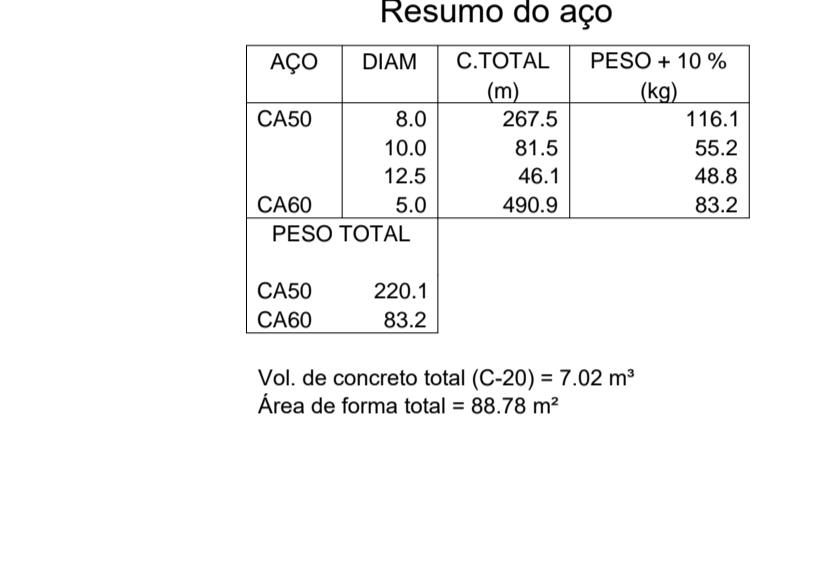 Resumo do aço
AÇO DIAM C.TOTAL PESO + 10 %
(m) (kg)
CA50 8.0 267.5 116.1
10.0 81.5 55.2
12.5 46.1 48.8
CA60 5.0 490.9 83.2
PESO TOTAL
CA50 220.1
CA60 83.2
Vol. de concreto total (C-20) = 7.02 m³
Área de forma total = 88.78 m²